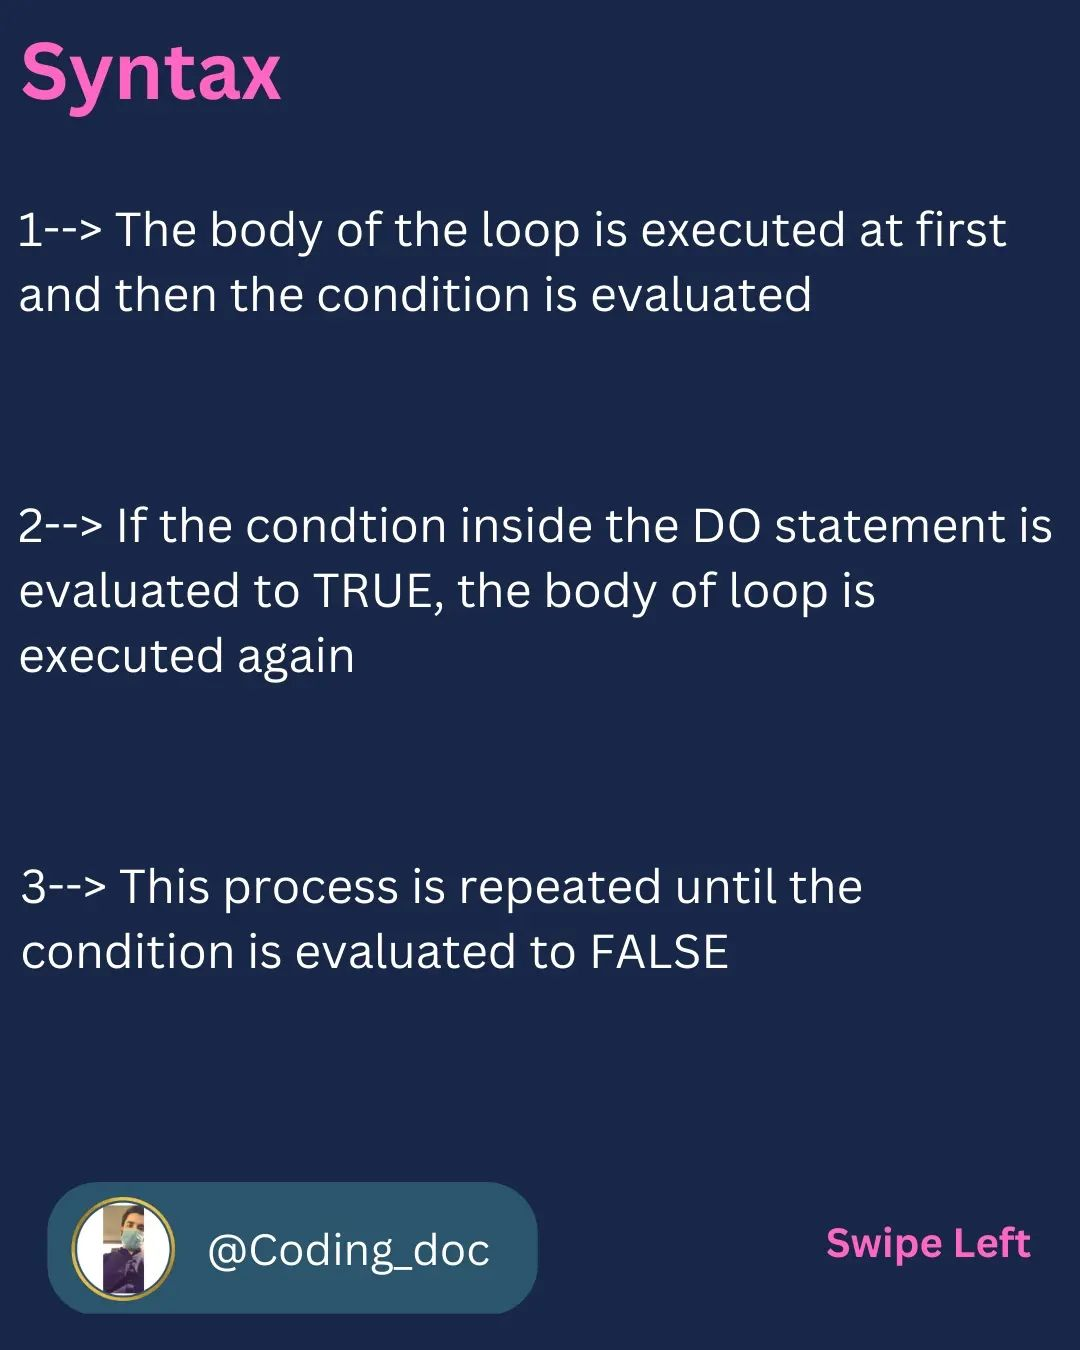 Syntax
1--> The body of the loop is executed at first
and then the condition is evaluated
2--> If the condtion inside the DO statement is
evaluated to TRUE, the body of loop is
executed again
3--> This process is repeated until the
condition is evaluated to FALSE
@Coding_doc
Swipe Left